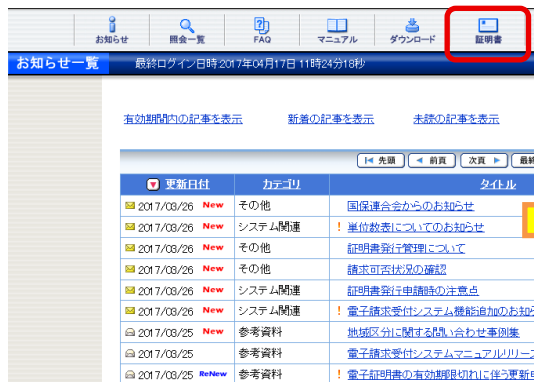 お知らせ 照会一覧 FAQ マニュアル ダウンロード 証明書
お知らせ一覧 最終ログイン日時:2017年04月17日 11時24分18秒
有効期間内の記事を表示 新着の記事を表示 未読の記事を表示
先頭 前頁 次頁 最終
更新日付 カテゴリ タイトル
2017/03/26 New その他 国保連合会からのお知らせ
2017/03/26 New システム関連 ! 単位数表についてのお知らせ
2017/03/26 New その他 証明書発行管理について
2017/03/26 New その他 請求可否状況の確認
2017/03/26 New システム関連 証明書発行申請時の注意点
2017/03/26 New システム関連 ! 電子請求受付システム機能追加のお知ら
2017/03/25 New 参考資料 地域区分に関する問い合わせ事例集
2017/03/25 参考資料 電子請求受付システムマニュアルリリース
2017/03/25 ReNew 参考資料 ! 電子証明書の有効期限切れに伴う更新申